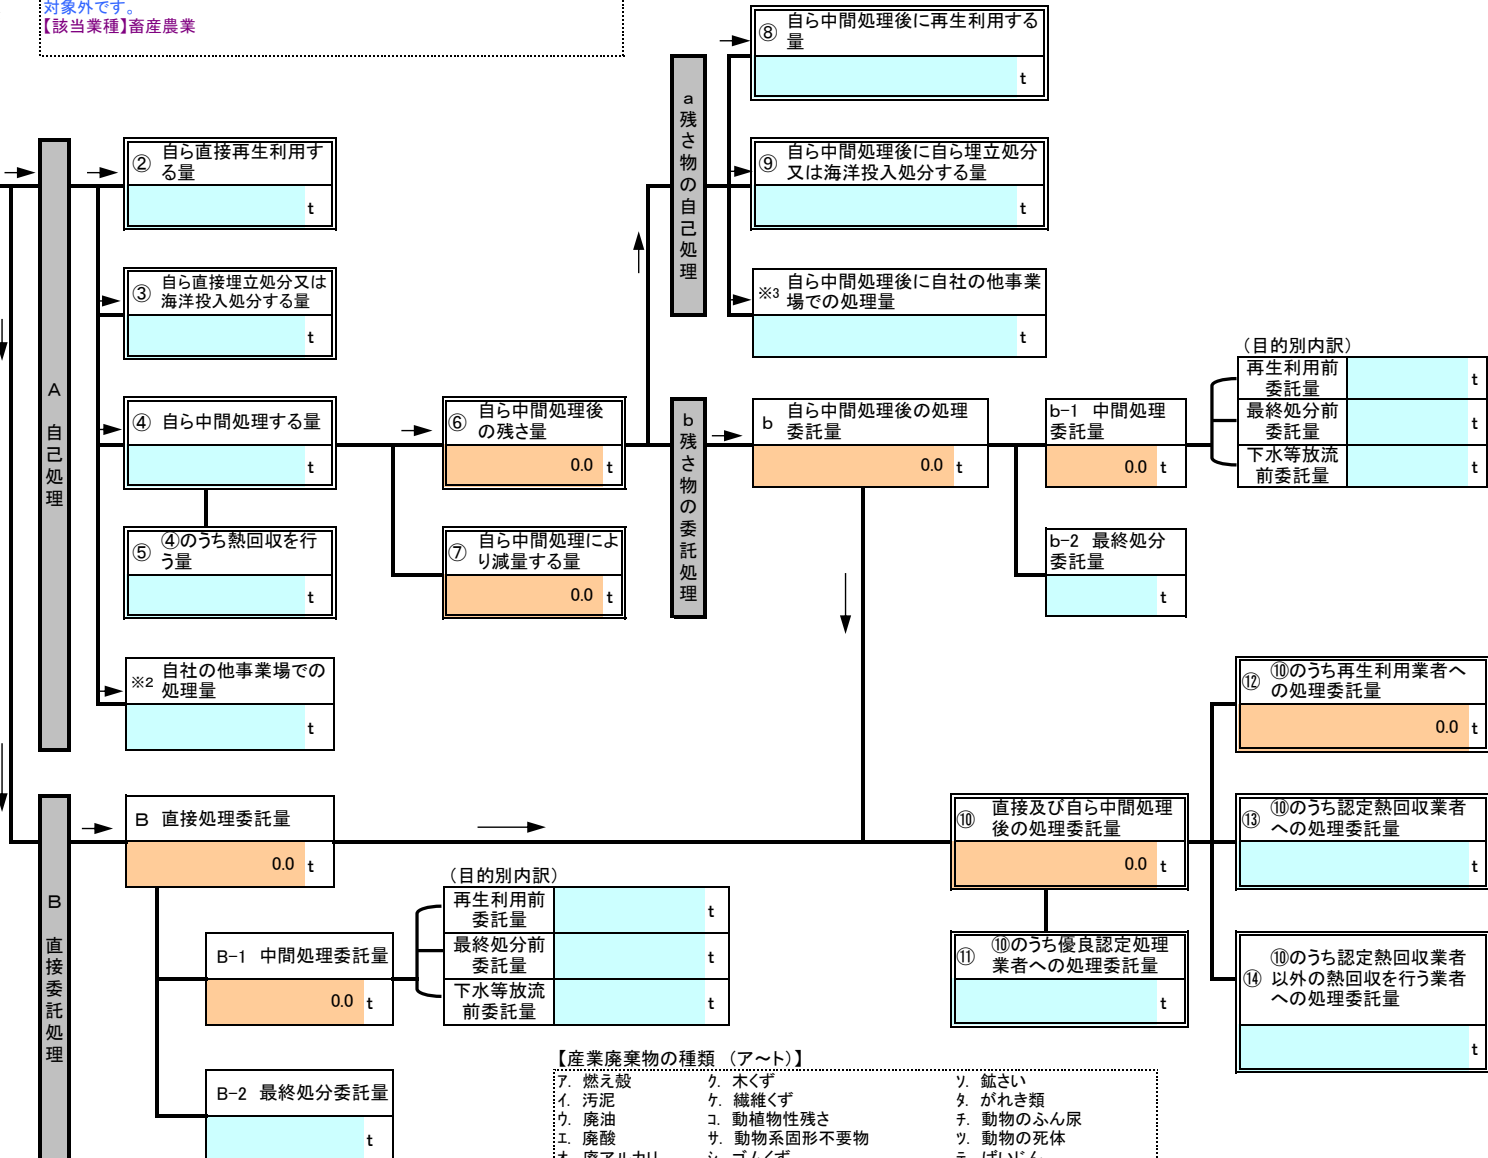 対象外です。
【該当業種】畜産農業
⑧ 自ら中間処理後に再生利用する
量
t
a
残
さ
物
の
自
己
処
理
② 自ら直接再生利用す
る量
t
⑨ 自ら中間処理後に自ら埋立処分
又は海洋投入処分する量
t
③ 自ら直接埋立処分又は
海洋投入処分する量
t
※3 自ら中間処理後に自社の他事業
場での処理量
t
A
自
己
処
理
④ 自ら中間処理する量
t
⑥ 自ら中間処理後
の残さ量
0.0 t
b
残
さ
物
の
委
託
処
理
b 自ら中間処理後の処理
委託量
0.0 t
b-1 中間処理
委託量
0.0 t
(目的別内訳)
再生利用前
委託量
t
最終処分前
委託量
t
下水等放流
前委託量
t
⑤ ④のうち熱回収を行
う量
t
⑦ 自ら中間処理によ
り減量する量
0.0 t
b-2 最終処分
委託量
t
※2 自社の他事業場での
処理量
t
⑫ ⑩のうち再生利用業者へ
の処理委託量
0.0 t
B
直
接
委
託
処
理
B 直接処理委託量
0.0 t
⑩ 直接及び自ら中間処理
後の処理委託量
0.0 t
⑬ ⑩のうち認定熱回収業者
への処理委託量
t
(目的別内訳)
再生利用前
委託量
t
最終処分前
委託量
t
下水等放流
前委託量
t
B-1 中間処理委託量
0.0 t
⑪ ⑩のうち優良認定処理
業者への処理委託量
t
⑭ ⑩のうち認定熱回収業者
以外の熱回収を行う業者
への処理委託量
t
B-2 最終処分委託量
t
【産業廃棄物の種類 (ア~ト)】
ア. 燃え殻 ク. 木くず ソ. 鉱さい
イ. 汚泥 ケ. 繊維くず タ. がれき類
ウ. 廃油 コ. 動植物性残さ チ. 動物のふん尿
エ. 廃酸 サ. 動物系固形不要物 ツ. 動物の死体
オ. 廃アルカリ シ. ゴムくず テ. ばいじん